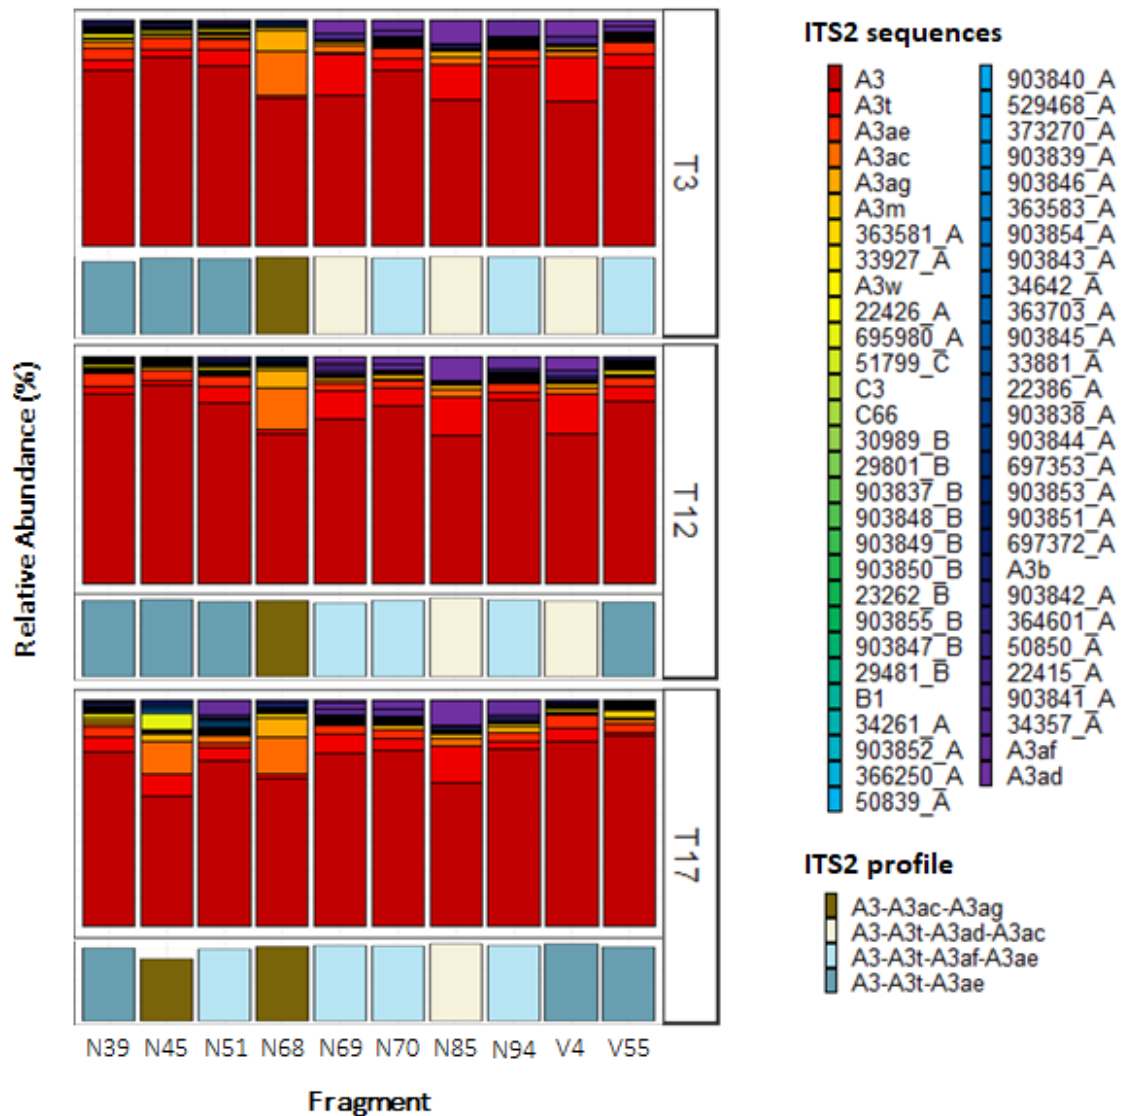 Relative Abundance (%)
T3
T12
T17
N39 N45 N51 N68 N69 N70 N85 N94 V4 V55
Fragment
ITS2 sequences
A3
A3t
A3ae
A3ac
A3ag
A3m
363581_A
33927_A
A3w
22426_A
695980_A
51799_C
C3
C66
30989_B
29801_B
903837_B
903848_B
903849_B
903850_B
23262_B
903855_B
903847_B
29481_B
B1
34261_A
903852_A
366250_A
50839_A
903840_A
529468_A
373270_A
903839_A
903846_A
363583_A
903854_A
903843_A
34642_A
363703_A
903845_A
33881_A
22386_A
903838_A
903844_A
697353_A
903853_A
903851_A
697372_A
A3b
903842_A
364601_A
50850_A
22415_A
903841_A
34357_A
A3af
A3ad
ITS2 profile
A3-A3ac-A3ag
A3-A3t-A3ad-A3ac
A3-A3t-A3af-A3ae
A3-A3t-A3ae